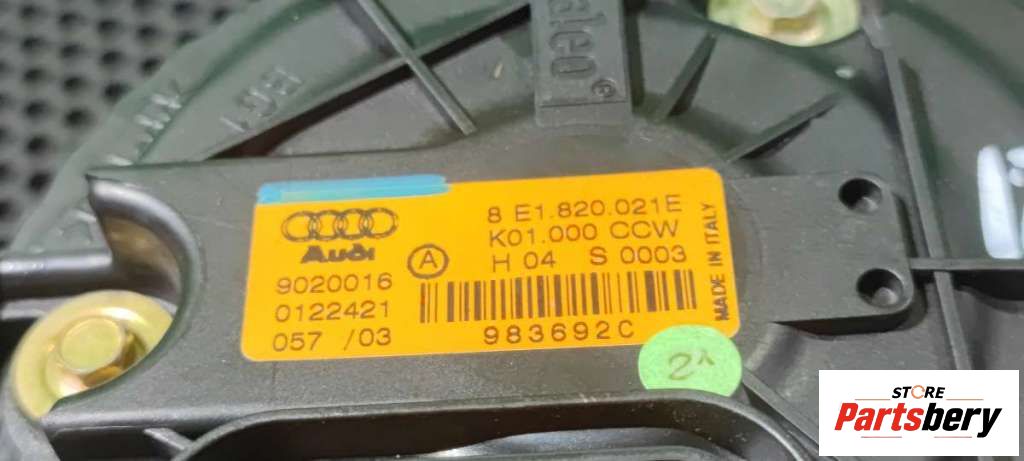 Valeo
Audi
9020016
0122421
057 /03
A
8 E1.820.021E
K01.000 CCW
H 04 S 0003
983692C
MADE IN ITALY
STORE
Partsbery